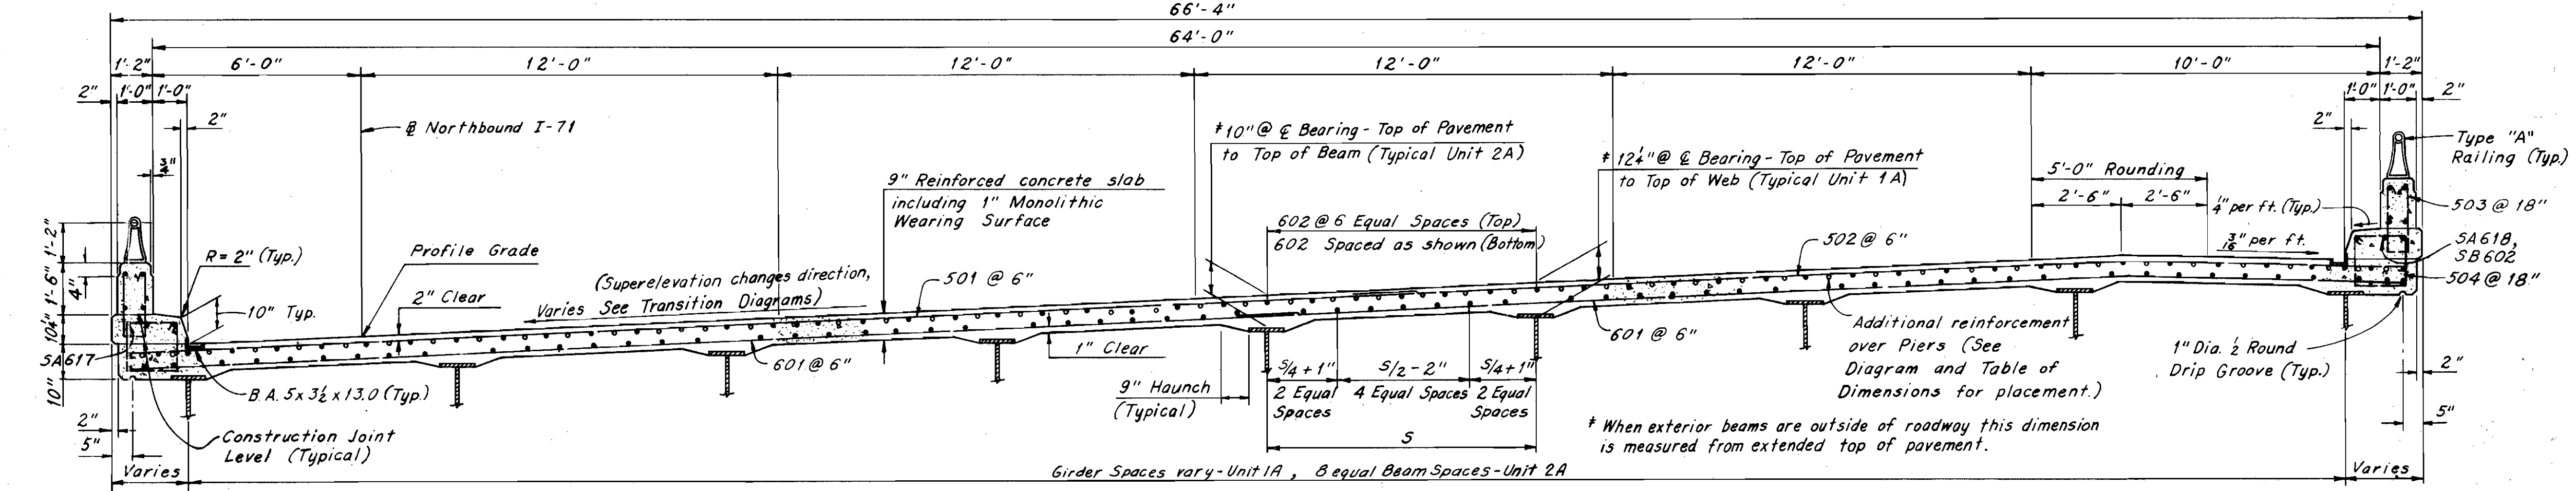 66'-4"
64'-0"
1'-2" 6'-0" 12'-0" 12'-0" 12'-0" 12'-0" 10'-0" 1'-2"
2" 1'-0" 1'-0" 1'-0" 1'-0" 2"
2"
2"
¾"
℄ Northbound I-71
* 10" @ ℄ Bearing - Top of Pavement
to Top of Beam (Typical Unit 2A)
* 12¼" @ ℄ Bearing - Top of Pavement
to Top of Web (Typical Unit 1A)
Type "A"
Railing (Typ.)
5'-0" Rounding
2'-6" 2'-6"
¼" per ft. (Typ.)
503 @ 18"
9" Reinforced concrete slab
including 1" Monolithic
Wearing Surface
602 @ 6 Equal Spaces (Top)
602 Spaced as shown (Bottom)
502 @ 6"
3/16" per ft.
SA618,
SB602
504 @ 18"
1'-2"
1'-6"
4"
10¼"
10"
R = 2" (Typ.)
10" Typ.
Profile Grade
2" Clear
(Superelevation changes direction,
Varies See Transition Diagrams)
501 @ 6"
SA617
B.A. 5 x 3½ x 13.0 (Typ.)
601 @ 6"
1" Clear
601 @ 6"
Additional reinforcement
over Piers (See
Diagram and Table of
Dimensions for placement.)
1" Dia. ½ Round
Drip Groove (Typ.)
2"
5"
9" Haunch
(Typical)
S/4 + 1" S/2 - 2" S/4 + 1"
2 Equal 4 Equal Spaces 2 Equal
Spaces Spaces
S
* When exterior beams are outside of roadway this dimension
is measured from extended top of pavement.
2"
5"
Construction Joint
Level (Typical)
Varies Girder Spaces vary - Unit 1A , 8 equal Beam Spaces - Unit 2A Varies